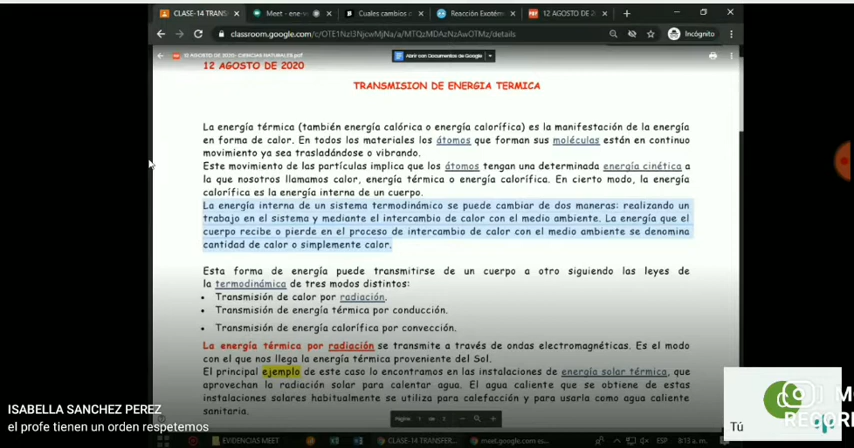 CLASE-14 TRANS
Meet - ene-v
Cuales cambios c
Reacción Exotérm
12 AGOSTO DE 2
classroom.google.com/c/OTE1NzI3NjcwMjNa/a/MTQzMDAzNzAwOTMz/details
Incógnito
12 AGOSTO DE 2020- CIENCIAS NATURALES.pdf
Abrir con Documentos de Google
12 AGOSTO DE 2020
TRANSMISION DE ENERGIA TERMICA
La energía térmica (también energía calórica o energía calorífica) es la manifestación de la energía
en forma de calor. En todos los materiales los átomos que forman sus moléculas están en continuo
movimiento ya sea trasladándose o vibrando.
Este movimiento de las partículas implica que los átomos tengan una determinada energía cinética a
la que nosotros llamamos calor, energía térmica o energía calorífica. En cierto modo, la energía
calorífica es la energía interna de un cuerpo.
La energía interna de un sistema termodinámico se puede cambiar de dos maneras: realizando un
trabajo en el sistema y mediante el intercambio de calor con el medio ambiente. La energía que el
cuerpo recibe o pierde en el proceso de intercambio de calor con el medio ambiente se denomina
cantidad de calor o simplemente calor.
Esta forma de energía puede transmitirse de un cuerpo a otro siguiendo las leyes de
la termodinámica de tres modos distintos:
• Transmisión de calor por radiación.
• Transmisión de energía térmica por conducción.
• Transmisión de energía calorífica por convección.
La energía térmica por radiación se transmite a través de ondas electromagnéticas. Es el modo
con el que nos llega la energía térmica proveniente del Sol.
El principal ejemplo de este caso lo encontramos en las instalaciones de energía solar térmica, que
aprovechan la radiación solar para calentar agua. El agua caliente que se obtiene de estas
instalaciones solares habitualmente se utiliza para calefacción y para usarla como agua caliente
sanitaria.
Página 1 de 2
ISABELLA SANCHEZ PEREZ
el profe tienen un orden respetemos
Tú
RECOR
EVIDENCIAS MEET
CLASE-14 TRANSFER...
meet.google.com es...
ESP
8:13 a. m.